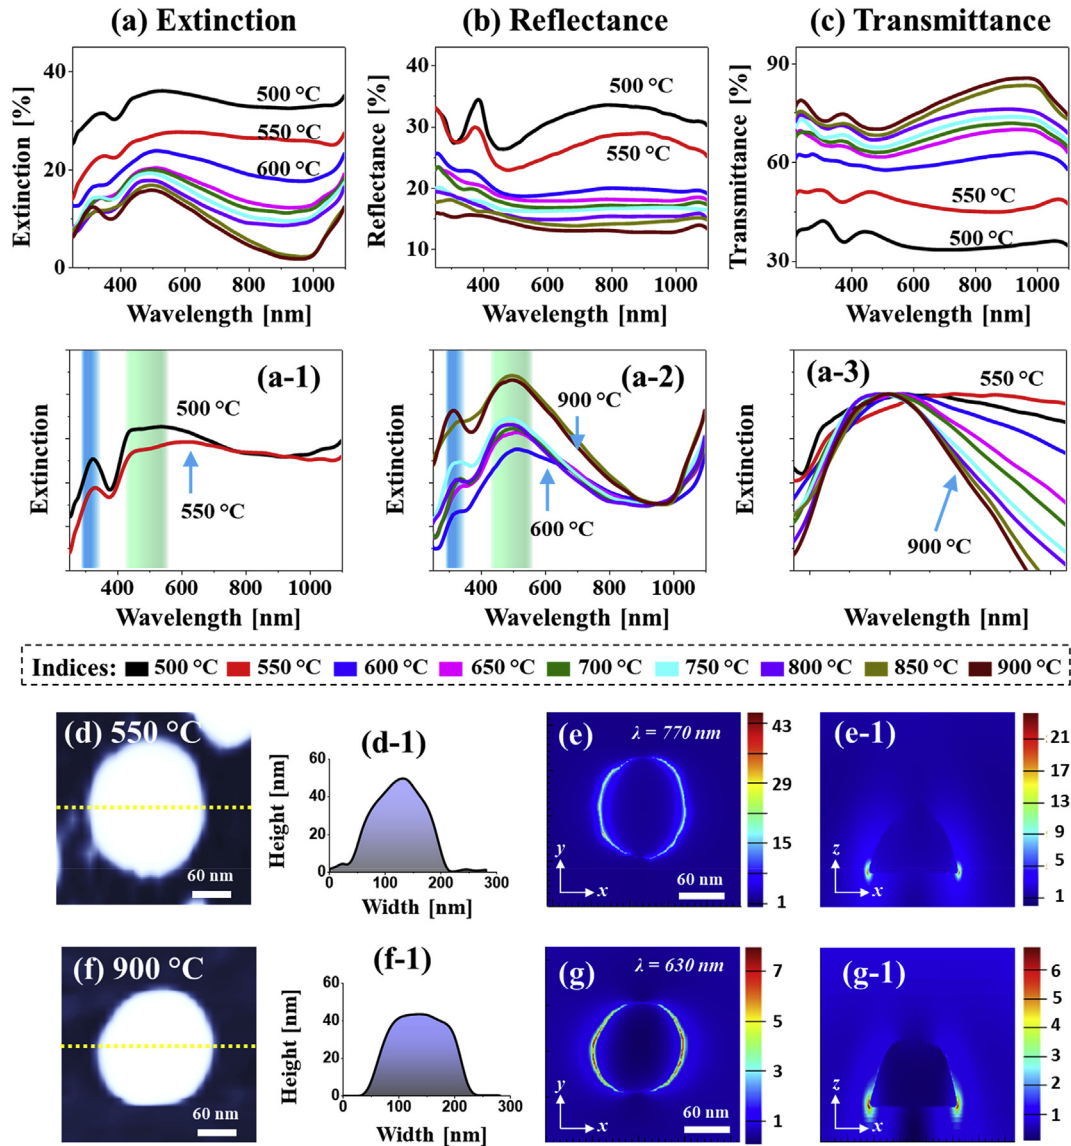 (a) Extinction
(b) Reflectance
(c) Transmittance
Extinction [%]
40
20
0
500 °C
550 °C
600 °C
400 600 800 1000
Wavelength [nm]
Reflectance [%]
40
30
20
10
500 °C
550 °C
400 600 800 1000
Wavelength [nm]
Transmittance [%]
90
60
30
550 °C
500 °C
400 600 800 1000
Wavelength [nm]
(a-1)
Extinction
500 °C
550 °C
400 600 800 1000
Wavelength [nm]
(a-2)
Extinction
900 °C
600 °C
400 600 800 1000
Wavelength [nm]
(a-3)
Extinction
550 °C
900 °C
Wavelength [nm]
Indices: 500 °C 550 °C 600 °C 650 °C 700 °C 750 °C 800 °C 850 °C 900 °C
(d) 550 °C
60 nm
(d-1)
Height [nm]
60
40
20
0
0 100 200 300
Width [nm]
(e)
λ = 770 nm
y
x
60 nm
43
29
15
1
(e-1)
z
x
21
17
13
9
5
1
(f) 900 °C
60 nm
(f-1)
Height [nm]
60
40
20
0
0 100 200 300
Width [nm]
(g)
λ = 630 nm
y
x
60 nm
7
5
3
1
(g-1)
z
x
6
5
4
3
2
1